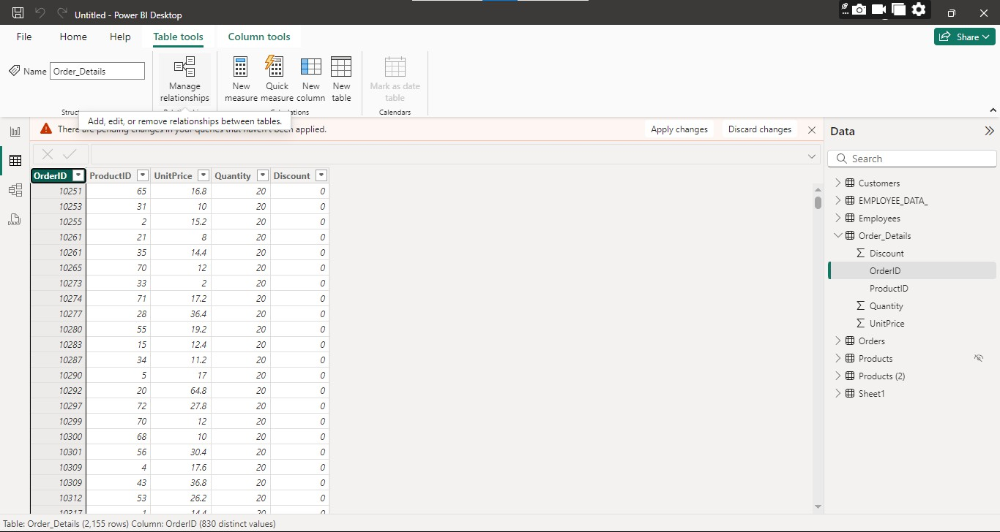 Untitled - Power BI Desktop
File Home Help Table tools Column tools Share
Name Order_Details
Manage relationships
New measure
Quick measure
New column
New table
Mark as date table
Calendars
Add, edit, or remove relationships between tables.
There are pending changes in your queries that haven't been applied. Apply changes Discard changes
OrderID ProductID UnitPrice Quantity Discount
10251 65 16.8 20 0
10253 31 10 20 0
10255 2 15.2 20 0
10261 21 8 20 0
10261 35 14.4 20 0
10265 70 12 20 0
10273 33 2 20 0
10274 71 17.2 20 0
10277 28 36.4 20 0
10280 55 19.2 20 0
10283 15 12.4 20 0
10287 34 11.2 20 0
10290 5 17 20 0
10292 20 64.8 20 0
10297 72 27.8 20 0
10299 70 12 20 0
10300 68 10 20 0
10301 56 30.4 20 0
10309 4 17.6 20 0
10309 43 36.8 20 0
10312 53 26.2 20 0
10317 1 14.4 20 0
Data
Search
Customers
EMPLOYEE_DATA_
Employees
Order_Details
Discount
OrderID
ProductID
Quantity
UnitPrice
Orders
Products
Products (2)
Sheet1
Table: Order_Details (2,155 rows) Column: OrderID (830 distinct values)